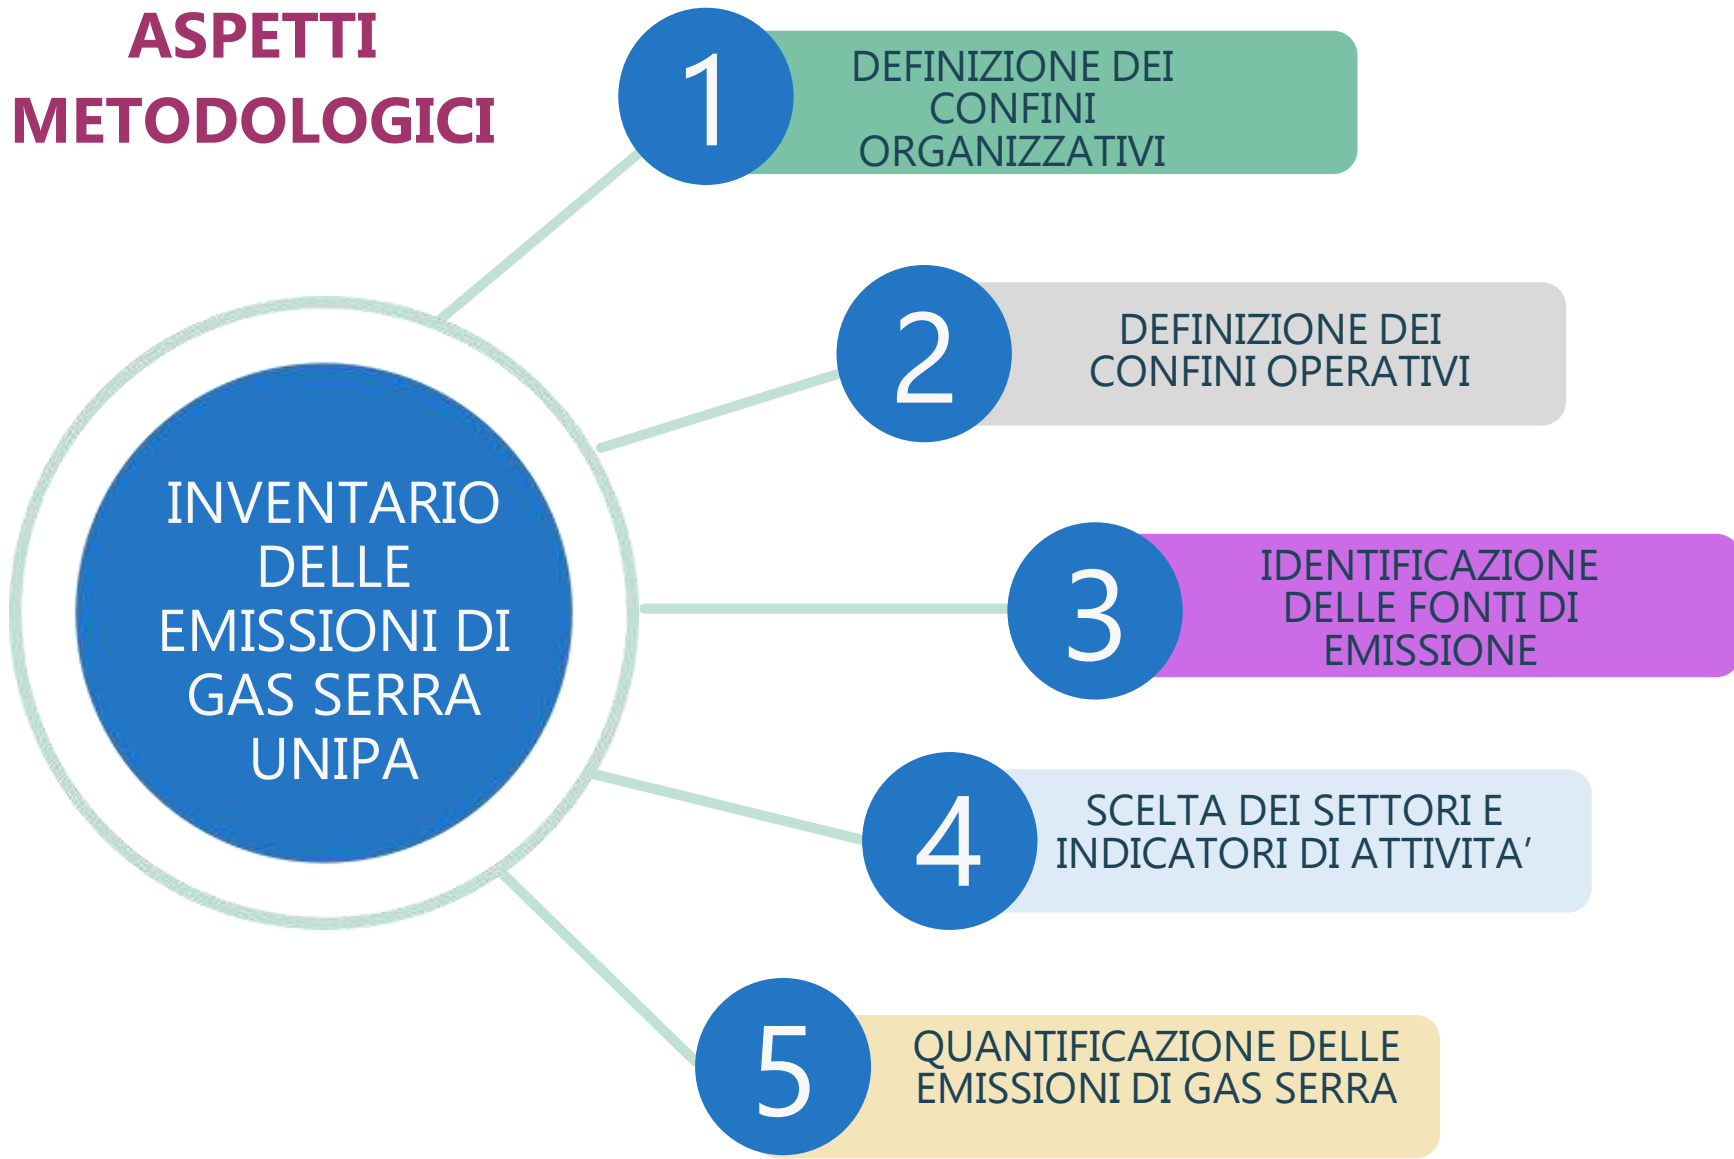 ASPETTI
METODOLOGICI
1
DEFINIZIONE DEI
CONFINI
ORGANIZZATIVI
2
DEFINIZIONE DEI
CONFINI OPERATIVI
INVENTARIO
DELLE
EMISSIONI DI
GAS SERRA
UNIPA
3
IDENTIFICAZIONE
DELLE FONTI DI
EMISSIONE
4
SCELTA DEI SETTORI E
INDICATORI DI ATTIVITA’
5
QUANTIFICAZIONE DELLE
EMISSIONI DI GAS SERRA